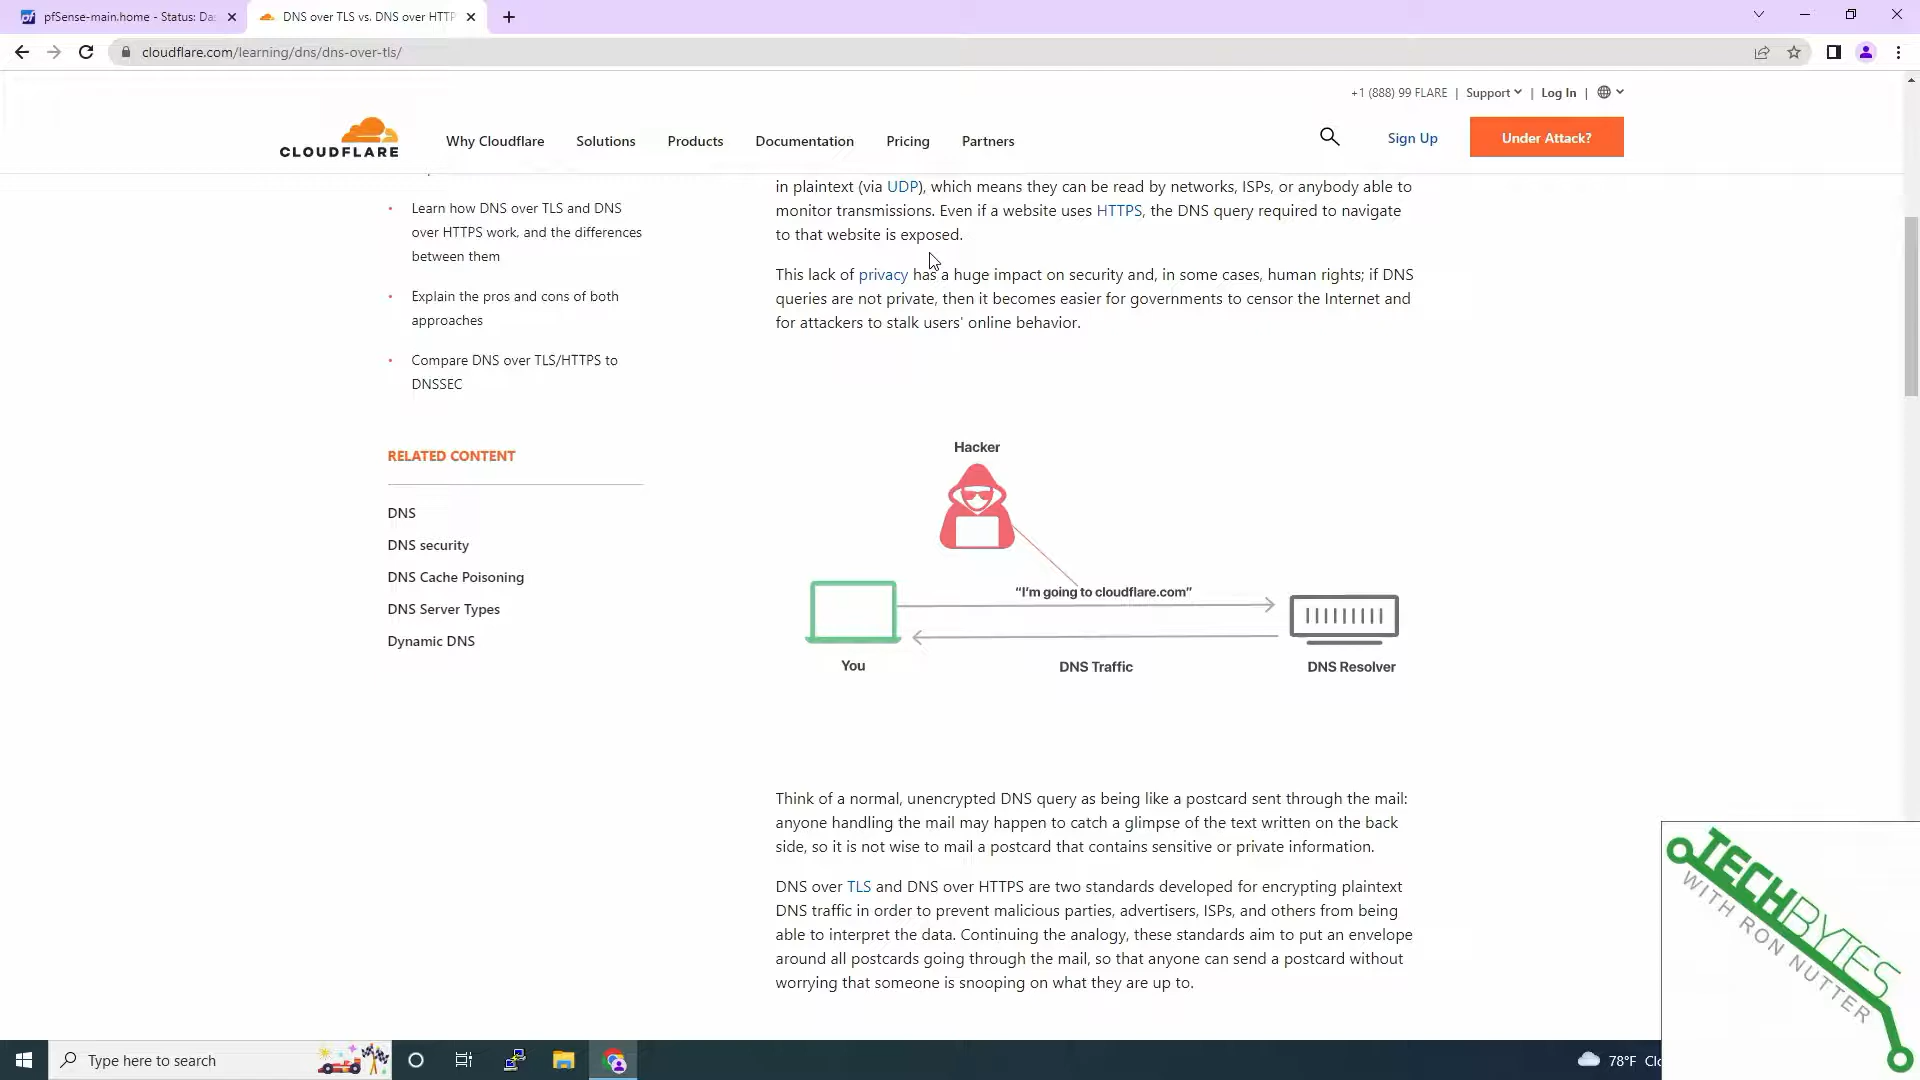 pfSense-main.home - Status: Da
DNS over TLS vs. DNS over HTTP
cloudflare.com/learning/dns/dns-over-tls/
+1 (888) 99 FLARE | Support | Log In |
CLOUDFLARE
Why Cloudflare
Solutions
Products
Documentation
Pricing
Partners
Sign Up
Under Attack?
Learn how DNS over TLS and DNS
over HTTPS work, and the differences
between them
Explain the pros and cons of both
approaches
Compare DNS over TLS/HTTPS to
DNSSEC
RELATED CONTENT
DNS
DNS security
DNS Cache Poisoning
DNS Server Types
Dynamic DNS
in plaintext (via UDP), which means they can be read by networks, ISPs, or anybody able to
monitor transmissions. Even if a website uses HTTPS, the DNS query required to navigate
to that website is exposed.
This lack of privacy has a huge impact on security and, in some cases, human rights; if DNS
queries are not private, then it becomes easier for governments to censor the Internet and
for attackers to stalk users' online behavior.
Hacker
"I'm going to cloudflare.com"
You
DNS Traffic
DNS Resolver
Think of a normal, unencrypted DNS query as being like a postcard sent through the mail:
anyone handling the mail may happen to catch a glimpse of the text written on the back
side, so it is not wise to mail a postcard that contains sensitive or private information.
DNS over TLS and DNS over HTTPS are two standards developed for encrypting plaintext
DNS traffic in order to prevent malicious parties, advertisers, ISPs, and others from being
able to interpret the data. Continuing the analogy, these standards aim to put an envelope
around all postcards going through the mail, so that anyone can send a postcard without
worrying that someone is snooping on what they are up to.
TECHBYTES
WITH RON NUTTER
Type here to search
78°F Clo